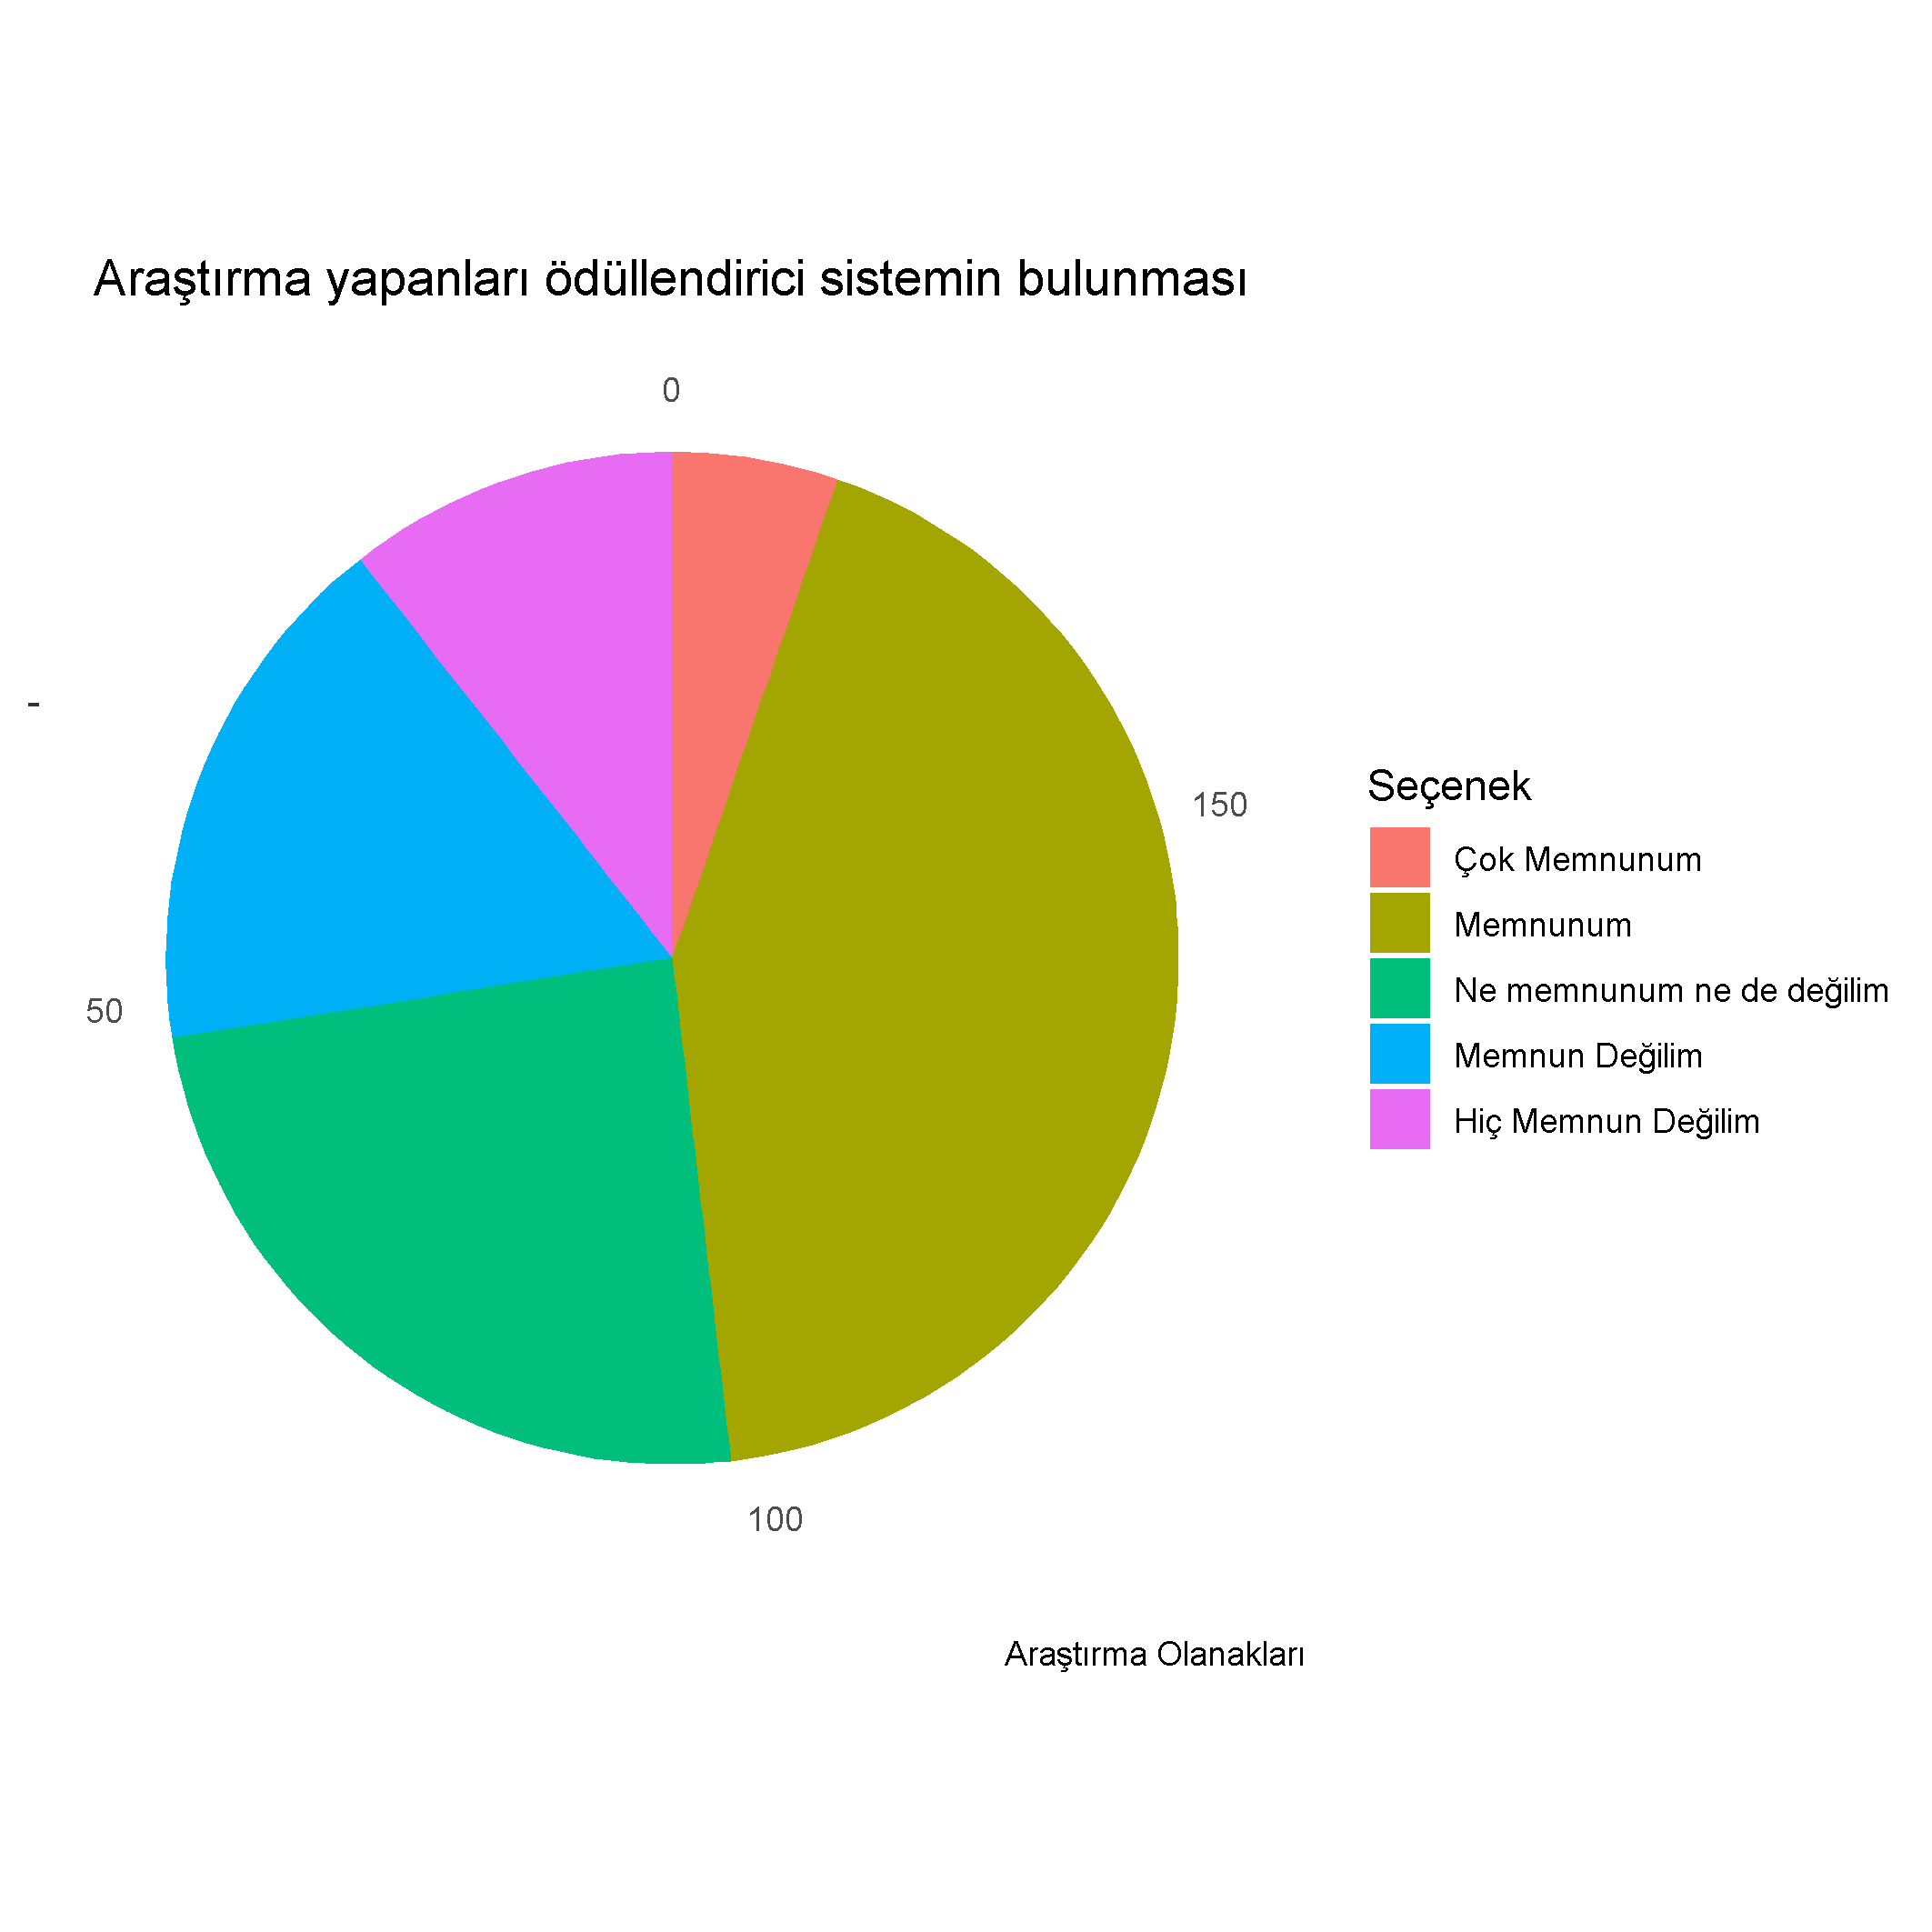 Araştırma yapanları ödüllendirici sistemin bulunması
0
-
150
50
100
Seçenek
Çok Memnunum
Memnunum
Ne memnunum ne de değilim
Memnun Değilim
Hiç Memnun Değilim
Araştırma Olanakları